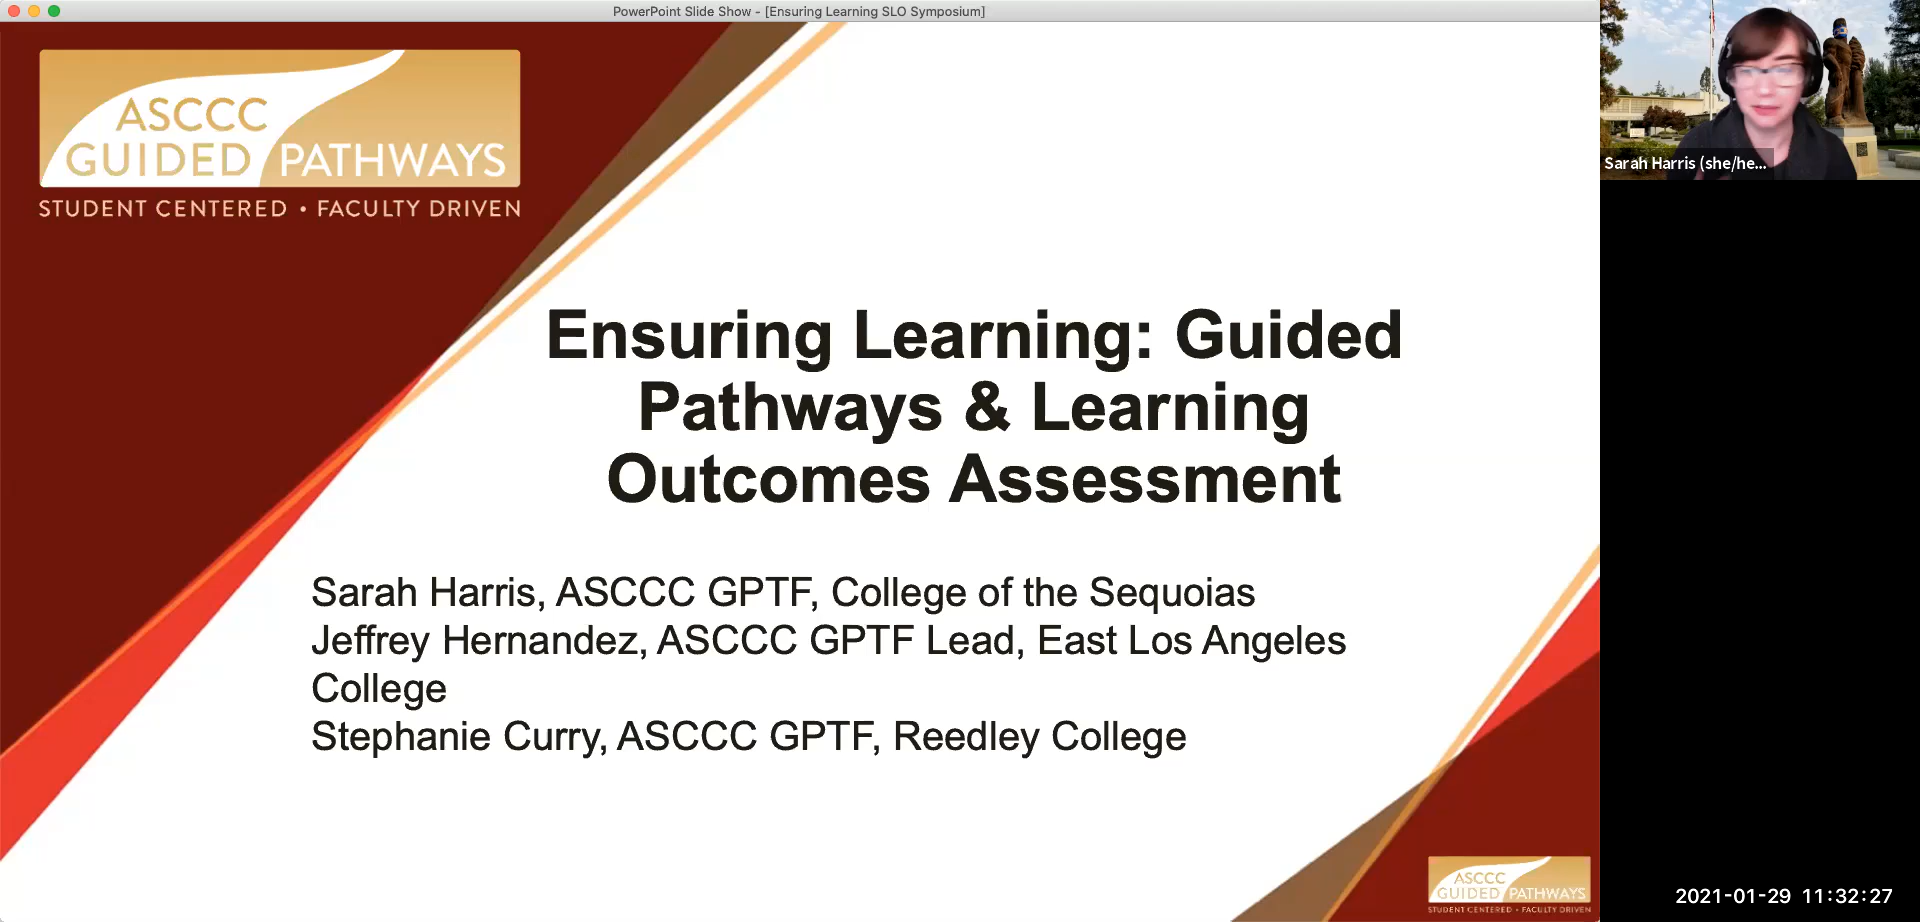 PowerPoint Slide Show - [Ensuring Learning SLO Symposium]
ASCCC
GUIDED PATHWAYS
STUDENT CENTERED • FACULTY DRIVEN
Sarah Harris (she/he...
Ensuring Learning: Guided
Pathways & Learning
Outcomes Assessment
Sarah Harris, ASCCC GPTF, College of the Sequoias
Jeffrey Hernandez, ASCCC GPTF Lead, East Los Angeles
College
Stephanie Curry, ASCCC GPTF, Reedley College
ASCCC
GUIDED PATHWAYS
STUDENT CENTERED • FACULTY DRIVEN
2021-01-29 11:32:27